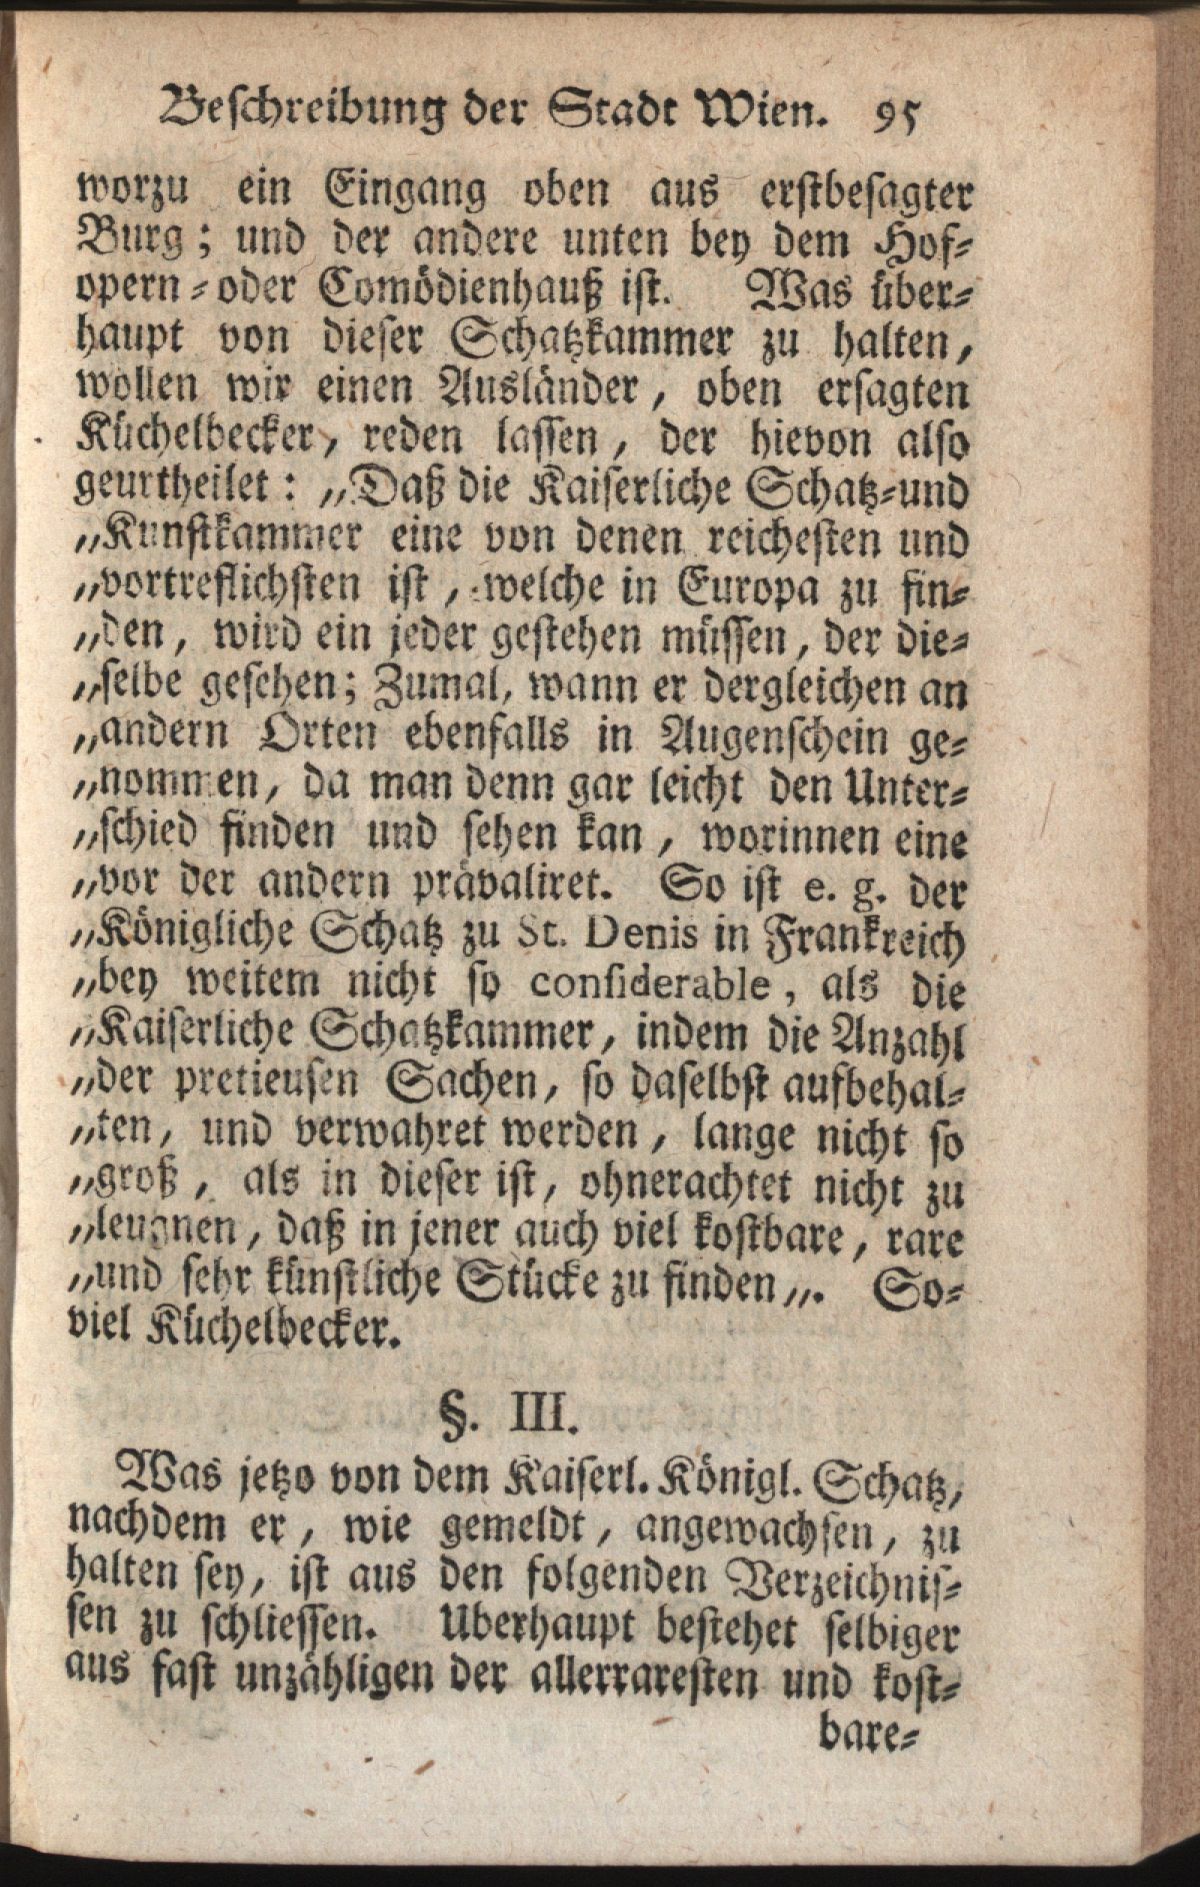 Beschreibung der Stadt Wien. 95
worzu ein Eingang oben aus erstbesagter
Burg; und der andere unten bey dem Hof-
opern-oder Comödienhauß ist. Was über-
haupt von dieser Schatzkammer zu halten,
wollen wir einen Ausländer, oben ersagten
Küchelbecker, reden lassen, der hievon also
geurtheilet: „Daß die Kaiserliche Schatz-und
„Kunstkammer eine von denen reichesten und
„vortreflichsten ist, welche in Europa zu fin-
„den, wird ein jeder gestehen müssen, der die-
„selbe gesehen; Zumal, wann er dergleichen an
„andern Orten ebenfalls in Augenschein ge-
„nommen, da man denn gar leicht den Unter-
„schied finden und sehen kan, worinnen eine
„vor der andern prävaliret. So ist e. g. der
„Königliche Schatz zu St. Denis in Frankreich
„bey weitem nicht so considerable, als die
„Kaiserliche Schatzkammer, indem die Anzahl
„der pretieusen Sachen, so daselbst aufbehal-
„ten, und verwahret werden, lange nicht so
„groß, als in dieser ist, ohnerachtet nicht zu
„leugnen, daß in jener auch viel kostbare, rare
„und sehr künstliche Stücke zu finden„. So-
viel Küchelbecker.
§. III.
Was jetzo von dem Kaiserl. Königl. Schatz,
nachdem er, wie gemeldt, angewachsen, zu
halten sey, ist aus den folgenden Verzeichnis-
sen zu schliessen. Uberhaupt bestehet selbiger
aus fast unzähligen der allerraresten und kost-
bare-